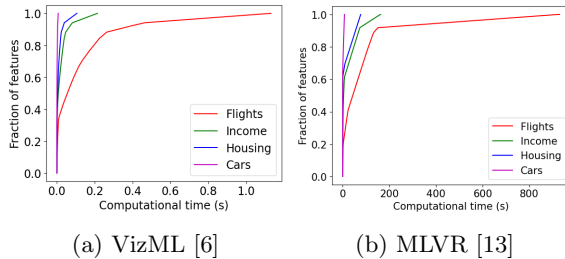 Fraction of features
1.0
0.8
0.6
0.4
0.2
0.0
0.0 0.2 0.4 0.6 0.8 1.0
Computational time (s)
Flights
Income
Housing
Cars
(a) VizML [6]
Fraction of features
1.0
0.8
0.6
0.4
0.2
0.0
0 200 400 600 800
Computational time (s)
Flights
Income
Housing
Cars
(b) MLVR [13]